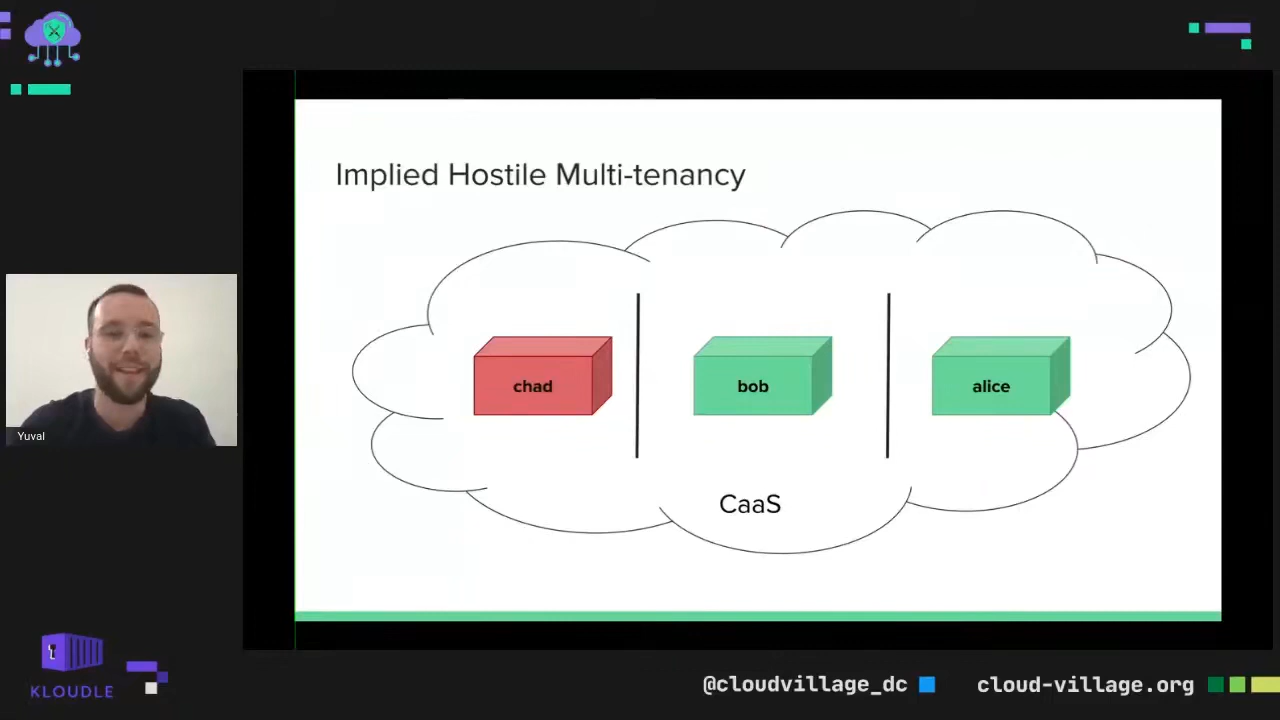 Implied Hostile Multi-tenancy
chad
bob
alice
CaaS
Yuval
KLOUDLE
@cloudvillage_dc
cloud-village.org